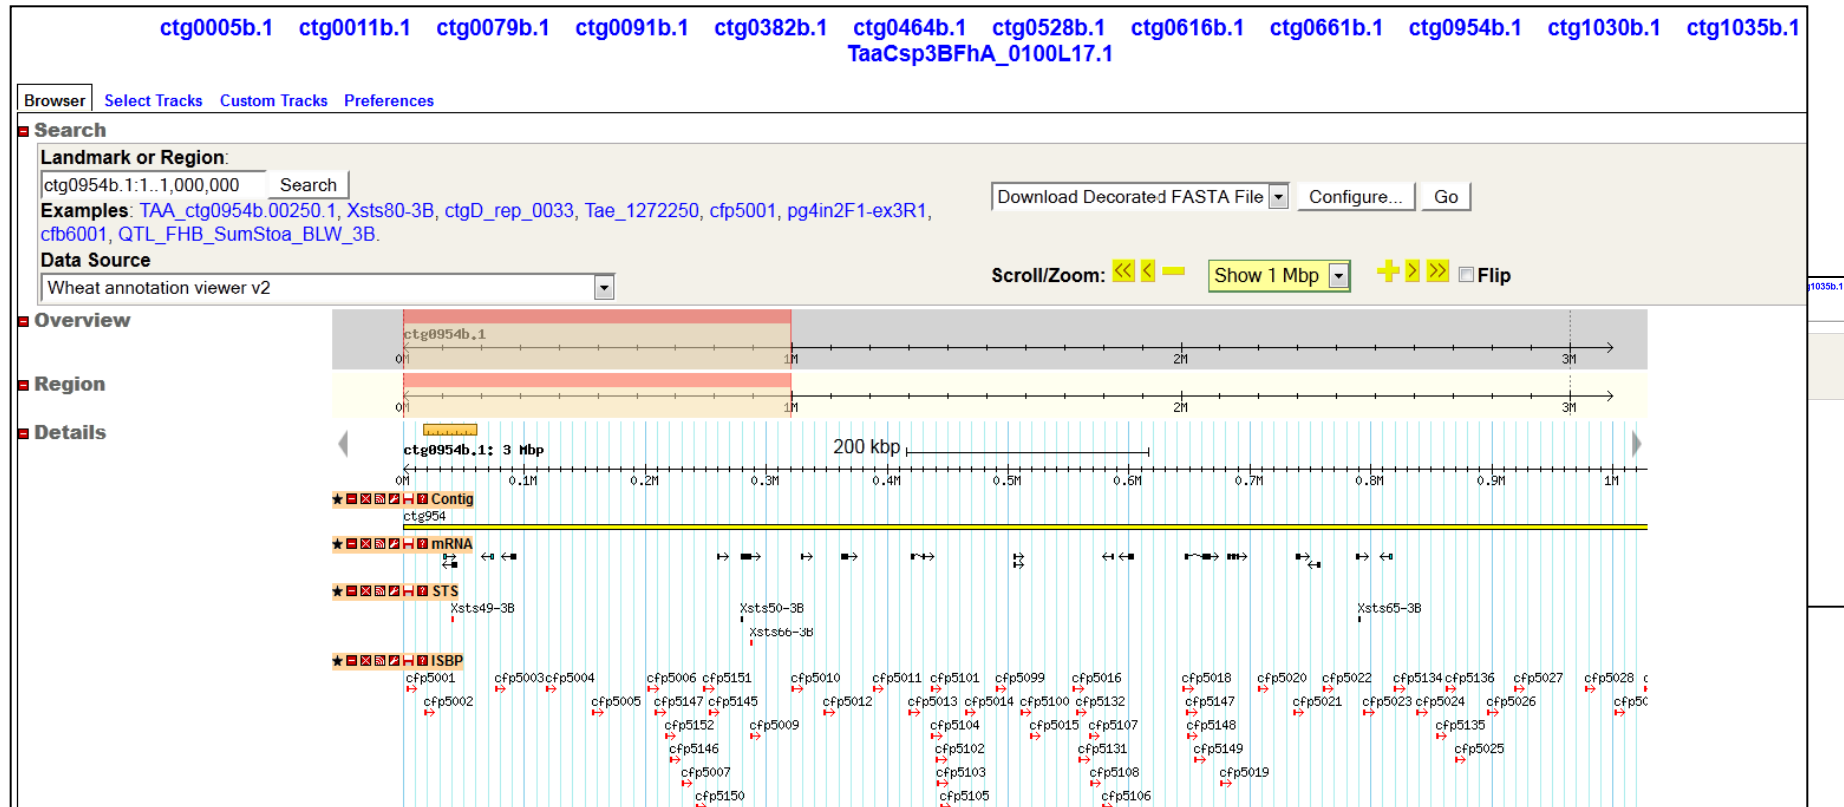 ctg0005b.1 ctg0011b.1 ctg0079b.1 ctg0091b.1 ctg0382b.1 ctg0464b.1 ctg0528b.1 ctg0616b.1 ctg0661b.1 ctg0954b.1 ctg1030b.1 ctg1035b.1
TaaCsp3BFhA_0100L17.1
Browser Select Tracks Custom Tracks Preferences
Search
Landmark or Region:
ctg0954b.1:1..1,000,000 Search
Download Decorated FASTA File Configure... Go
Examples: TAA_ctg0954b.00250.1, Xsts80-3B, ctgD_rep_0033, Tae_1272250, cfp5001, pg4in2F1-ex3R1,
cfb6001, QTL_FHB_SumStoa_BLW_3B.
Data Source
Scroll/Zoom: << < Show 1 Mbp > >> Flip
Wheat annotation viewer v2
g1035b.1
Overview
ctg0954b.1
0M 1M 2M 3M
Region
0M 1M 2M 3M
Details
ctg0954b.1: 3 Mbp 200 kbp
0M 0.1M 0.2M 0.3M 0.4M 0.5M 0.6M 0.7M 0.8M 0.9M 1M
Contig
ctg954
mRNA
STS
Xsts49-3B Xsts50-3B Xsts65-3B
Xsts66-3B
ISBP
cfp5001 cfp5003 cfp5004 cfp5006 cfp5151 cfp5010 cfp5011 cfp5101 cfp5099 cfp5016 cfp5018 cfp5020 cfp5022 cfp5134 cfp5136 cfp5027 cfp5028 c
cfp5002 cfp5005 cfp5147 cfp5145 cfp5012 cfp5013 cfp5014 cfp5100 cfp5132 cfp5147 cfp5021 cfp5023 cfp5024 cfp5026 cfp50
cfp5152 cfp5009 cfp5104 cfp5015 cfp5107 cfp5148 cfp5135
cfp5146 cfp5102 cfp5131 cfp5149 cfp5025
cfp5007 cfp5103 cfp5108 cfp5019
cfp5150 cfp5105 cfp5106